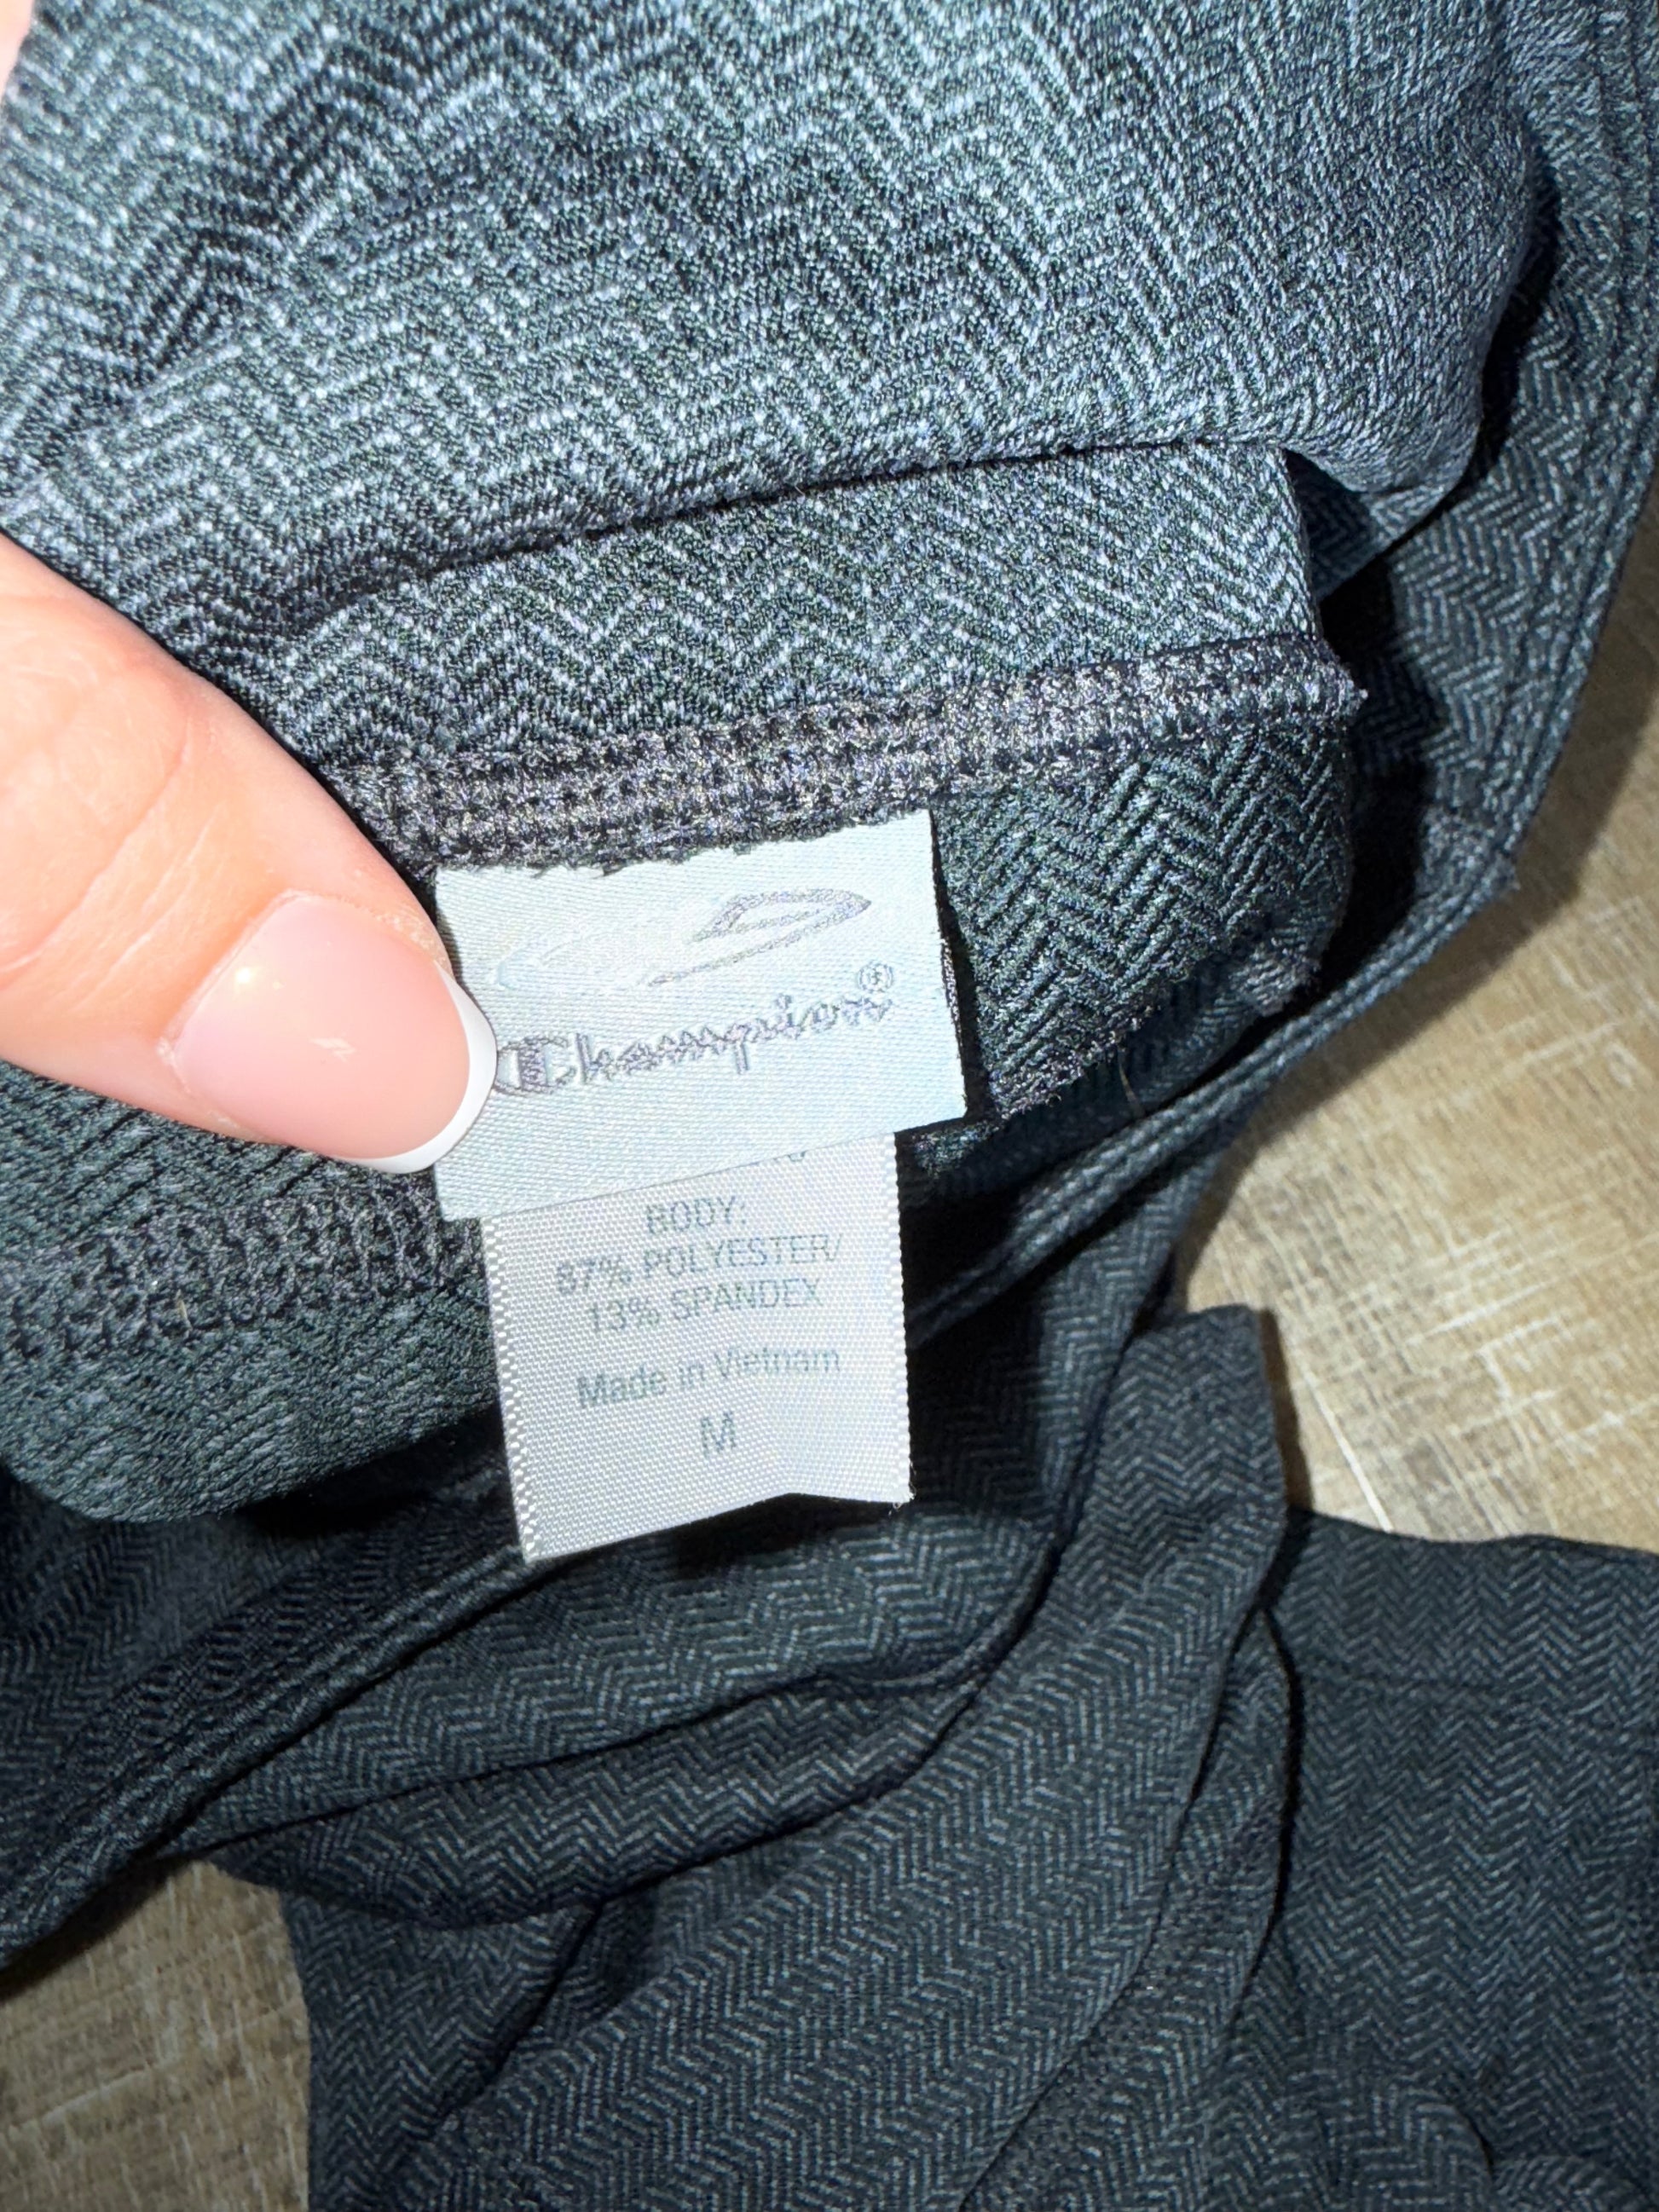 Champion®
BODY:
87% POLYESTER/
13% SPANDEX
Made in Vietnam
M